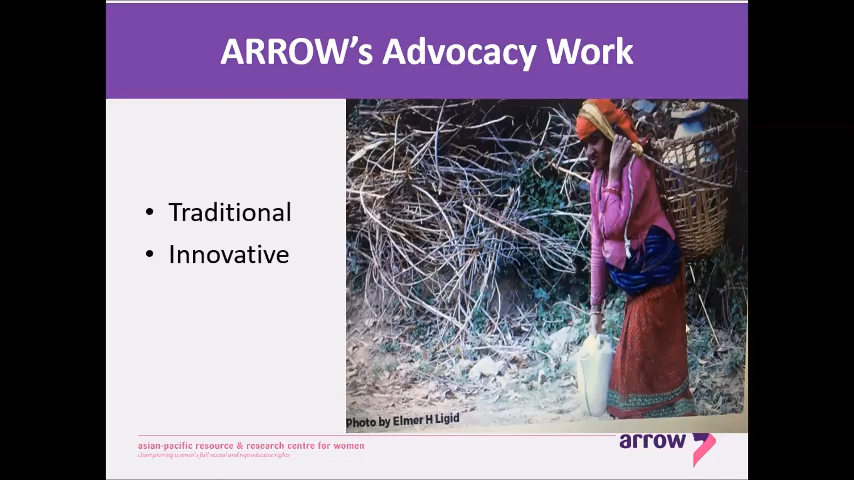 ARROW's Advocacy Work
• Traditional
• Innovative
Photo by Elmer H Ligid
asian-pacific resource & research centre for women
championing women's full sexual and reproductive rights
arrow